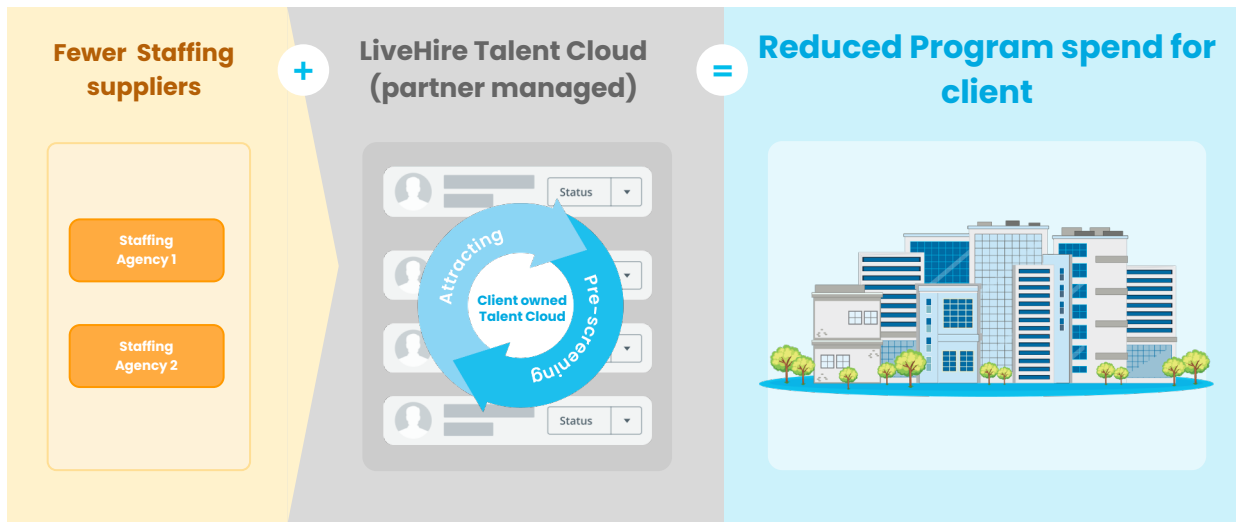 Fewer Staffing
suppliers
+
LiveHire Talent Cloud
(partner managed)
=
Reduced Program spend for
client
Staffing
Agency 1
Staffing
Agency 2
Status
Attracting
Pre-screening
Client owned
Talent Cloud
Status